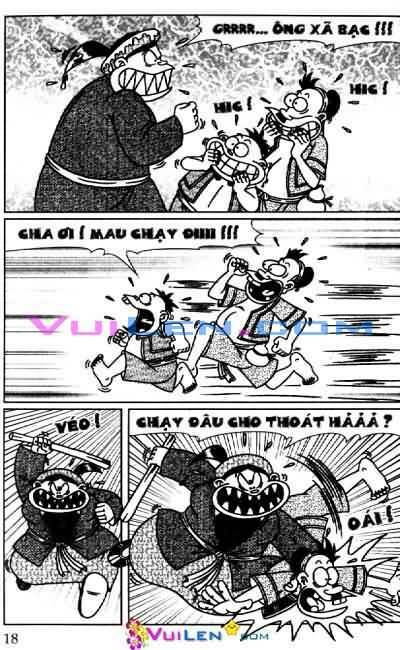 GRRRR... ÔNG XÃ BẠC !!!
HIC !
HIC !
CHA ƠI ! MAU CHẠY ĐIIII !!!
VUILEN.COM
VÉO !
CHẠY ĐÂU CHO THOÁT HẢẢẢ ?
OÁI !
18
VUILEN.COM